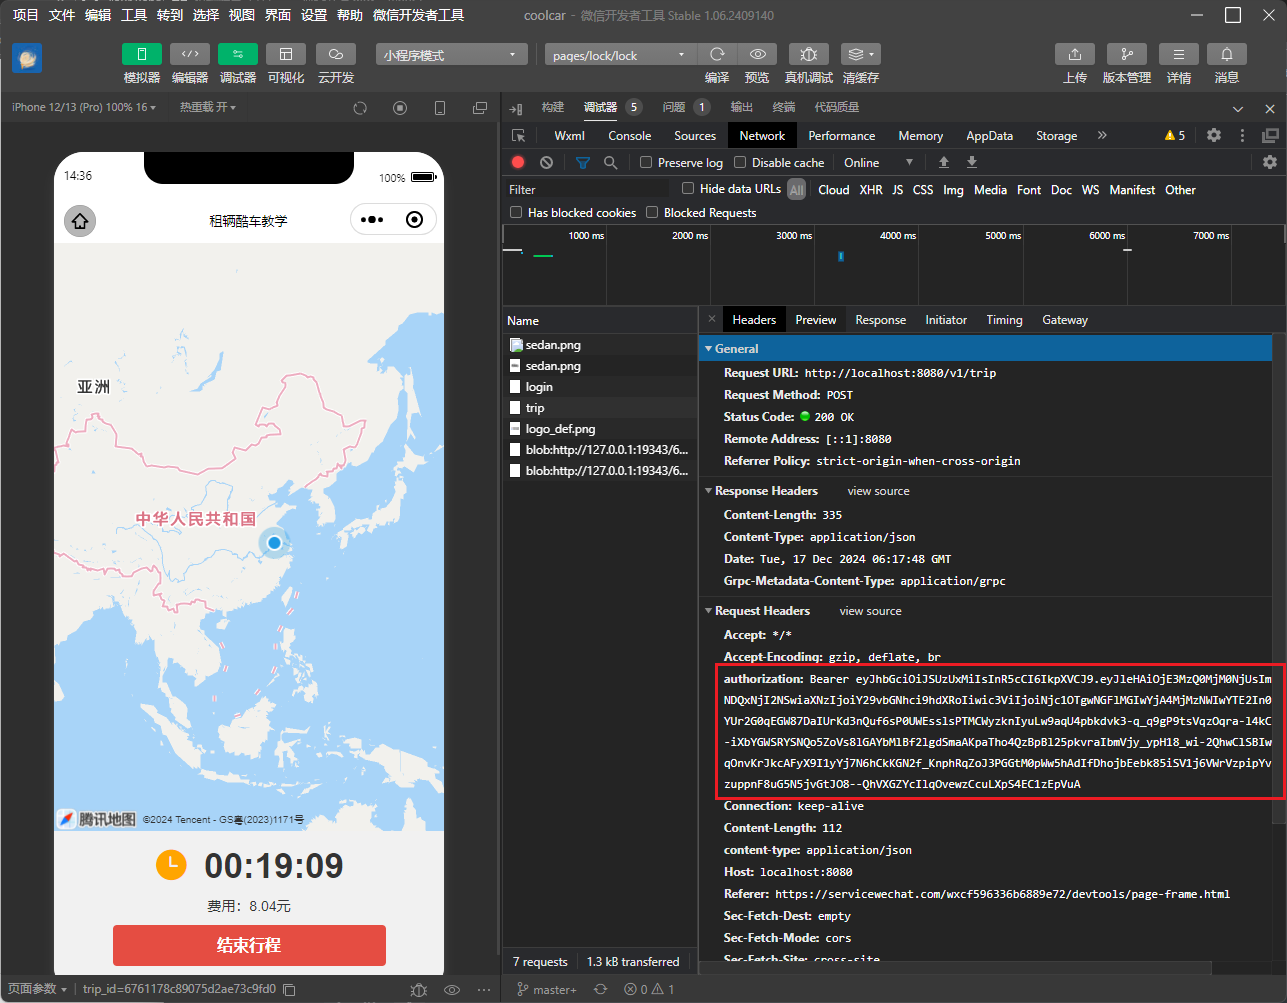 项目 文件 编辑 工具 转到 选择 视图 界面 设置 帮助 微信开发者工具
coolcar - 微信开发者工具 Stable 1.06.2409140
小程序模式
pages/lock/lock
模拟器 编辑器 调试器 可视化 云开发
编译 预览 真机调试 清缓存
上传 版本管理 详情 消息
iPhone 12/13 (Pro) 100% 16
热重载 开
构建 调试器 5 问题 1 输出 终端 代码质量
Wxml Console Sources Network Performance Memory AppData Storage » 5
Preserve log Disable cache Online
Filter
Hide data URLs All Cloud XHR JS CSS Img Media Font Doc WS Manifest Other
Has blocked cookies Blocked Requests
1000 ms 2000 ms 3000 ms 4000 ms 5000 ms 6000 ms 7000 ms
14:36
100%
租辆酷车教学
亚洲
中华人民共和国
腾讯地图 ©2024 Tencent - GS粤(2023)1171号
00:19:09
费用：8.04元
结束行程
页面参数
trip_id=6761178c89075d2ae73c9fd0
Name
sedan.png
sedan.png
login
trip
logo_def.png
blob:http://127.0.0.1:19343/6...
blob:http://127.0.0.1:19343/6...
7 requests 1.3 kB transferred
× Headers Preview Response Initiator Timing Gateway
General
Request URL: http://localhost:8080/v1/trip
Request Method: POST
Status Code: 200 OK
Remote Address: [::1]:8080
Referrer Policy: strict-origin-when-cross-origin
Response Headers view source
Content-Length: 335
Content-Type: application/json
Date: Tue, 17 Dec 2024 06:17:48 GMT
Grpc-Metadata-Content-Type: application/grpc
Request Headers view source
Accept: */*
Accept-Encoding: gzip, deflate, br
authorization: Bearer eyJhbGciOiJSUzUxMiIsInR5cCI6IkpXVCJ9.eyJleHAiOjE3MzQ0MjM0NjUsIm
NDQxNjI2NSwiaXNzIjoiY29vbGNhci9hdXRoIiwic3ViIjoiNjc1OTgwNGFlMGIwYjA4MjMzNWIwYTE2In0
YUr2G0qEGW87DaIUrKd3nQuf6sP0UWEsslsPTMCWyzknIyuLw9aqU4pbkdvk3-q_q9gP9tsVqzOqra-l4kC
-iXbYGWSRYSNQo5ZoVs8lGAYbMlBf2lgdSmaAKpaTho4QzBpBl25pkvraIbmVjy_ypH18_wi-2QhwClSBIw
qOnvKrJkcAFyX9I1yYj7N6hCkKGN2f_KnphRqZoJ3PGGtM0pWw5hAdIfDhojbEebk85iSV1j6VWrVzpipYv
zuppnF8uG5N5jvGtJO8--QhVXGZYcIlqOvewzCcuLXpS4EC1zEpVuA
Connection: keep-alive
Content-Length: 112
content-type: application/json
Host: localhost:8080
Referer: https://servicewechat.com/wxcf596336b6889e72/devtools/page-frame.html
Sec-Fetch-Dest: empty
Sec-Fetch-Mode: cors
Sec-Fetch-Site: cross-site
master+ 0 1